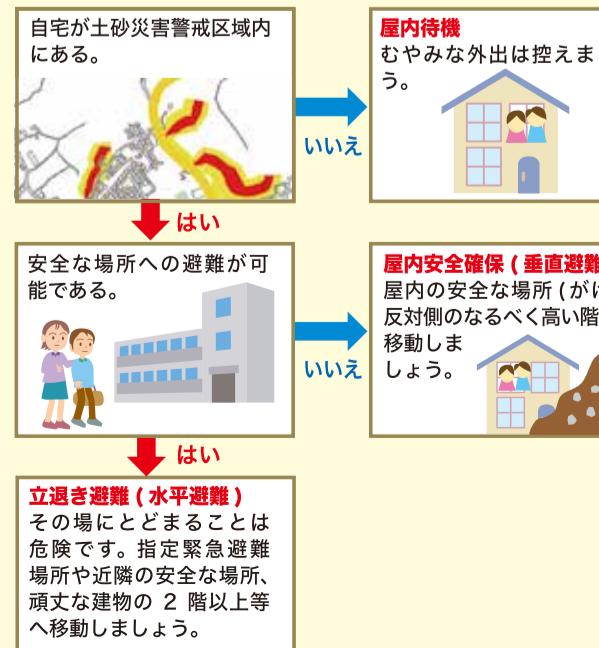 自宅が土砂災害警戒区域内
にある。
屋内待機
むやみな外出は控えま
う。
いいえ
はい
安全な場所への避難が可
能である。
屋内安全確保 ( 垂直避難
屋内の安全な場所 ( がけ
反対側のなるべく高い階
移動しま
しょう。
いいえ
はい
立退き避難 ( 水平避難 )
その場にとどまることは
危険です。指定緊急避難
場所や近隣の安全な場所、
頑丈な建物の 2 階以上等
へ移動しましょう。